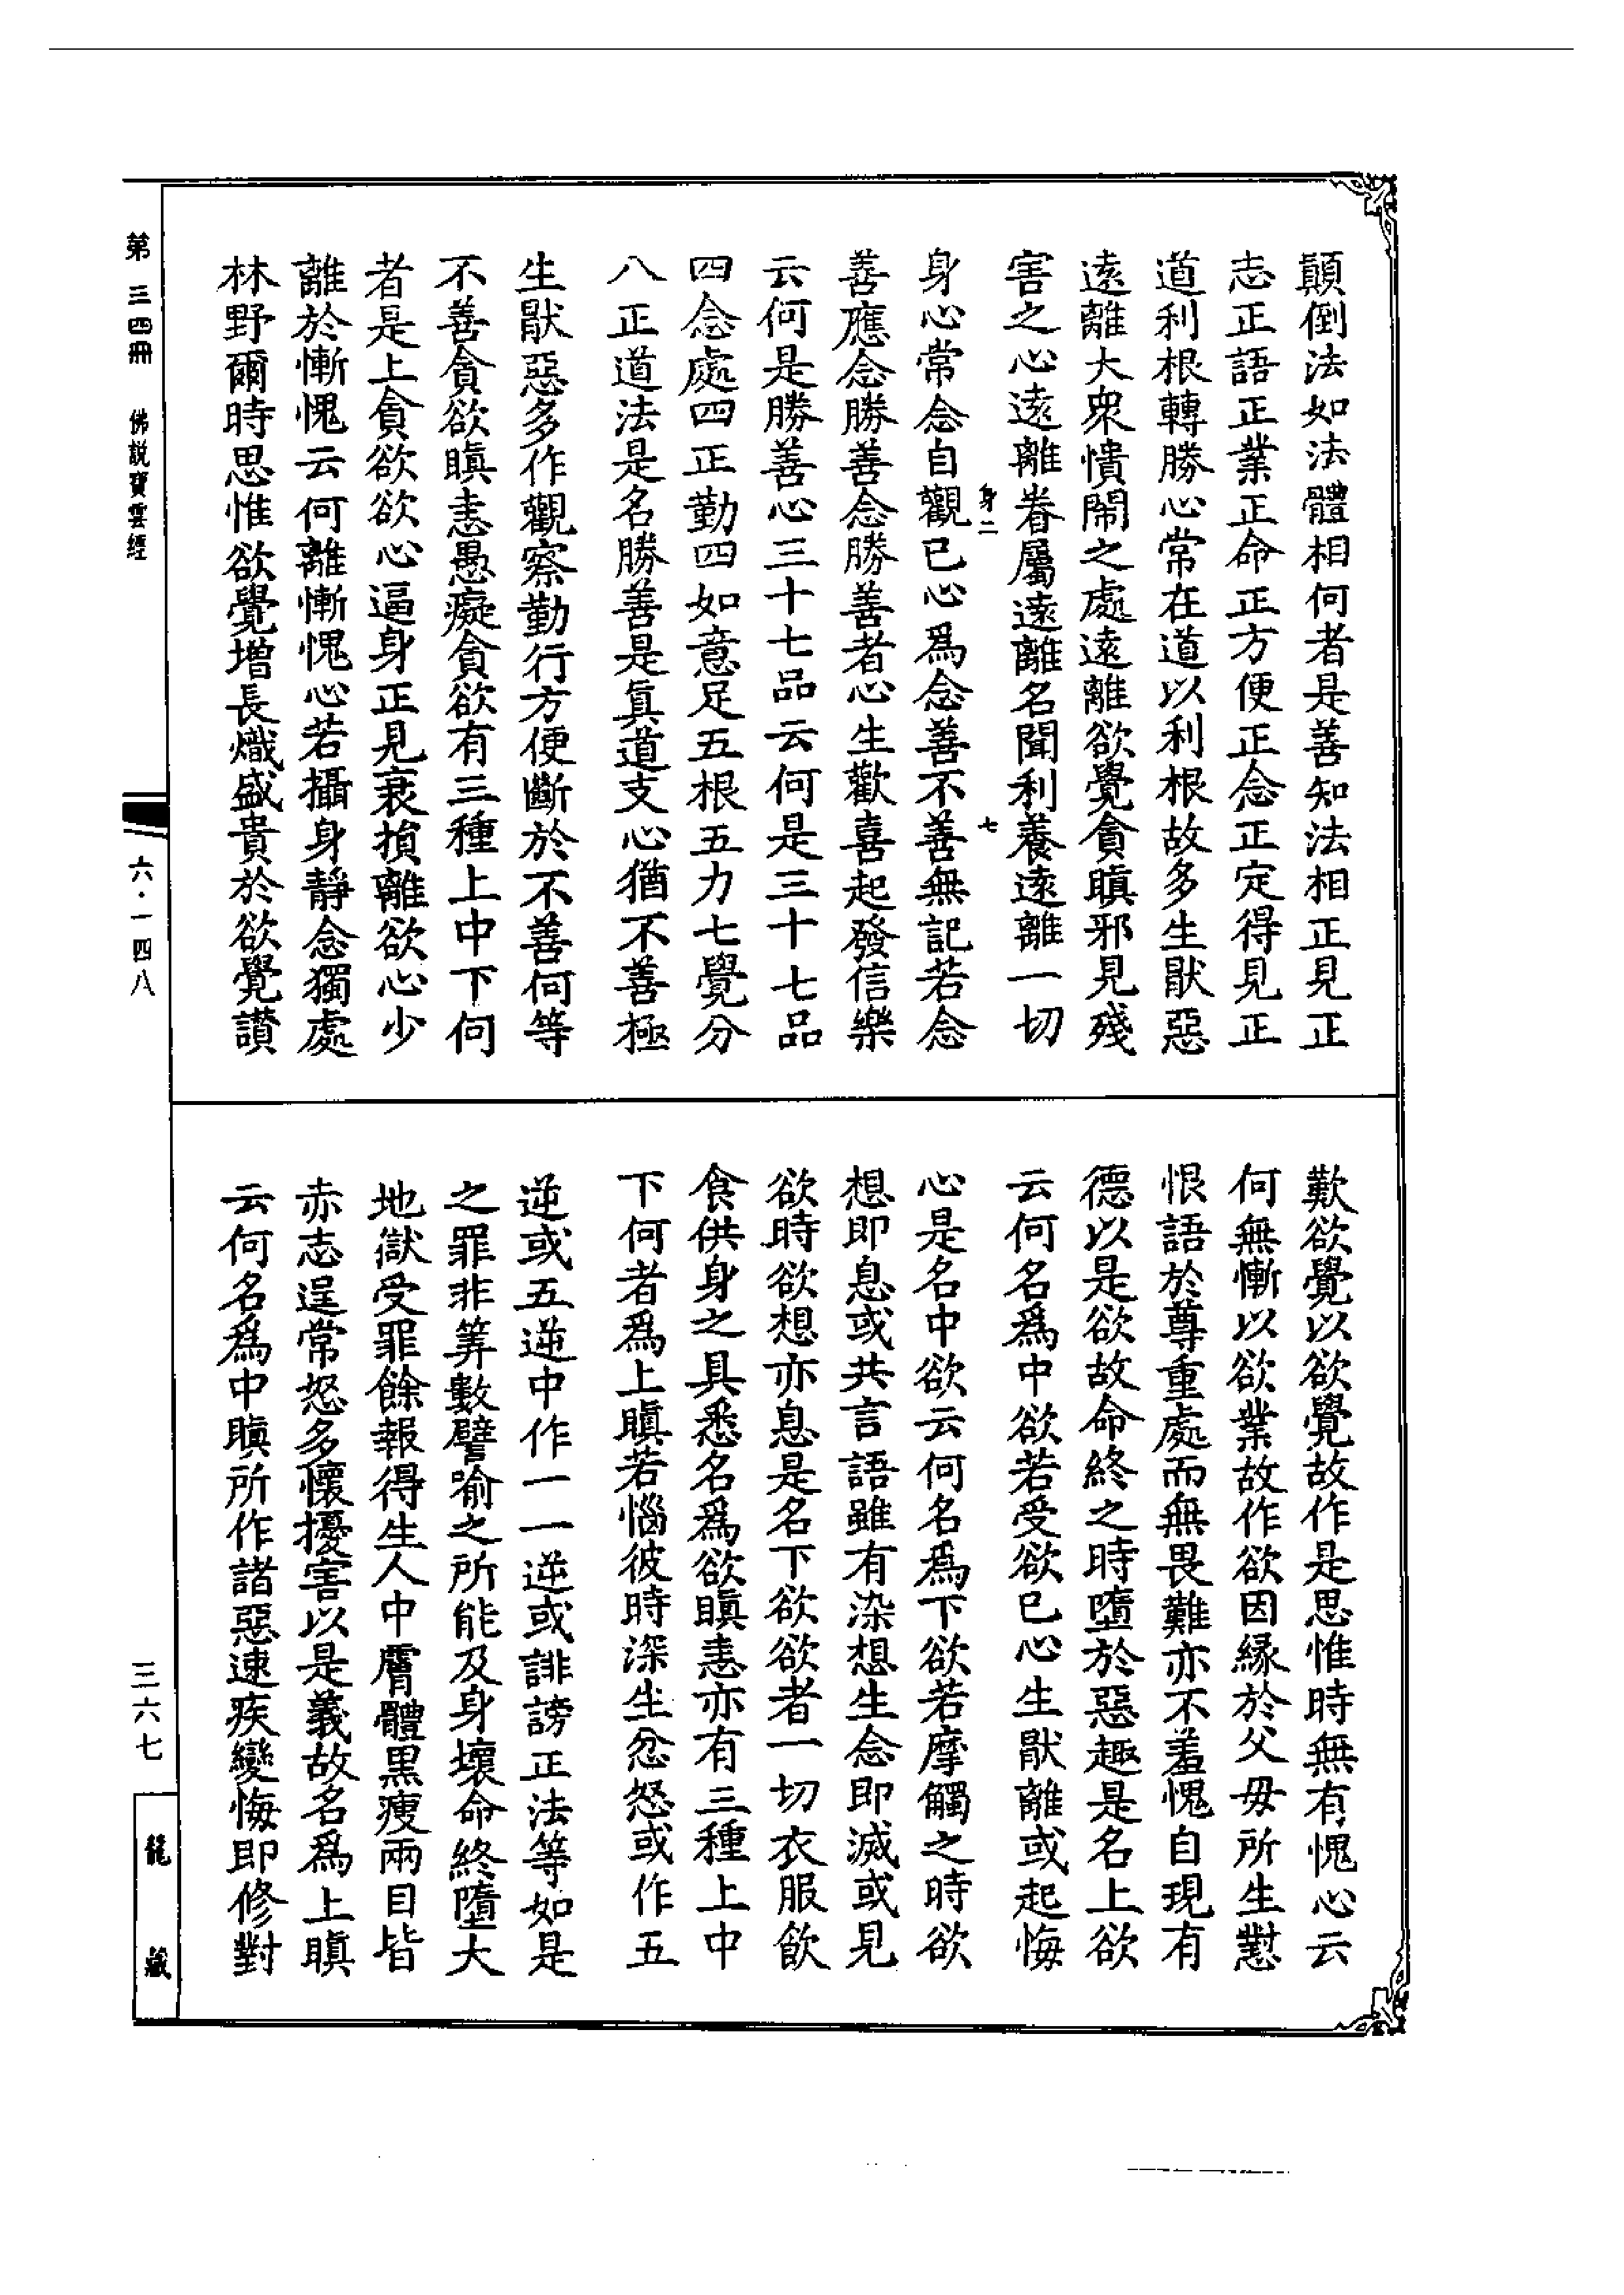 顛倒法如法體相何者是善知法相正見正
志正語正業正命正方便正念正定得見正
道利根轉勝心常在道以利根故多生猒惡
遠離大衆憒閙之處遠離欲覺貪瞋邪見殘
害之心遠離眷屬遠離名聞利養遠離一切
身二 七
身心常念自觀已心爲念善不善無記若念
善應念勝善念勝善者心生歡喜起發信樂
云何是勝善心三十七品云何是三十七品
四念處四正勤四如意足五根五力七覺分
八正道法是名勝善是眞道支心猶不善極
生猒惡多作觀察勤行方便斷於不善何等
不善貪欲瞋恚愚癡貪欲有三種上中下何
者是上貪欲欲心逼身正見衰損離欲心少
離於慚愧云何離慚愧心若攝身靜念獨處
林野爾時思惟欲覺增長熾盛貴於欲覺讚
歎欲覺以欲覺故作是思惟時無有愧心云
何無慚以欲業故作欲因縁於父毋所生懟
恨語於尊重處而無畏難亦不羞愧自現有
德以是欲故命終之時墮於惡趣是名上欲
云何名爲中欲若受欲已心生猒離或起悔
心是名中欲云何名爲下欲若摩觸之時欲
想即息或共言語雖有染想生念即滅或見
欲時欲想亦息是名下欲欲者一切衣服飲
食供身之具悉名爲欲瞋恚亦有三種上中
下何者爲上瞋若惱彼時深生忿怒或作五
逆或五逆中作一一逆或誹謗正法等如是
之罪非筭數譬喻之所能及身壞命終墮大
地獄受罪餘報得生人中膚體黒瘦兩目皆
赤志逞常怒多懷擾害以是義故名爲上瞋
云何名爲中瞋所作諸惡速疾變悔即修對
第三四冊 佛説寶雲經
六·一四八
三六七
龍藏